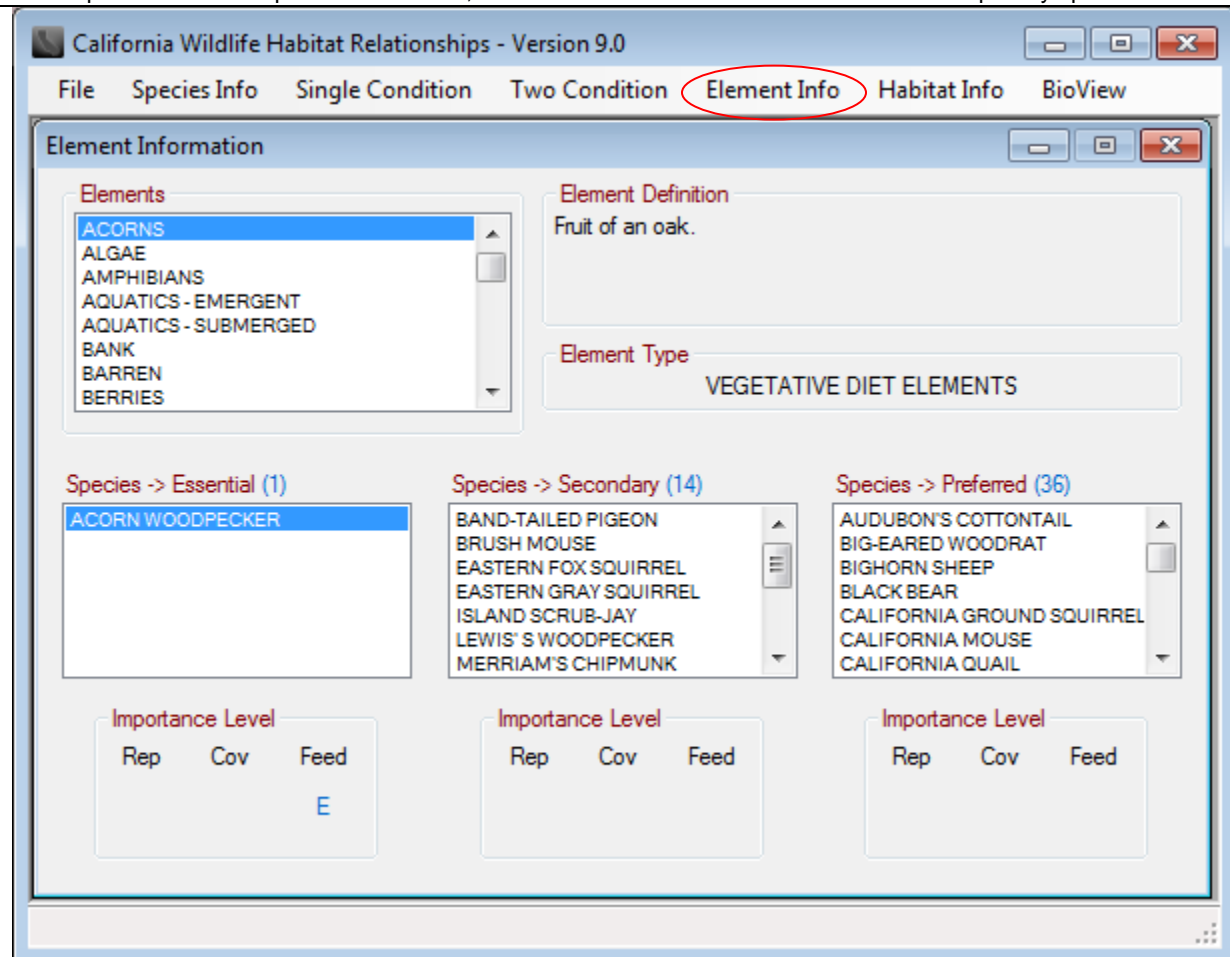 California Wildlife Habitat Relationships - Version 9.0
File Species Info Single Condition Two Condition Element Info Habitat Info BioView
Element Information
Elements
ACORNS
ALGAE
AMPHIBIANS
AQUATICS - EMERGENT
AQUATICS - SUBMERGED
BANK
BARREN
BERRIES
Element Definition
Fruit of an oak.
Element Type
VEGETATIVE DIET ELEMENTS
Species -> Essential (1)
ACORN WOODPECKER
Species -> Secondary (14)
BAND-TAILED PIGEON
BRUSH MOUSE
EASTERN FOX SQUIRREL
EASTERN GRAY SQUIRREL
ISLAND SCRUB-JAY
LEWIS' S WOODPECKER
MERRIAM'S CHIPMUNK
Species -> Preferred (36)
AUDUBON'S COTTONTAIL
BIG-EARED WOODRAT
BIGHORN SHEEP
BLACK BEAR
CALIFORNIA GROUND SQUIRREL
CALIFORNIA MOUSE
CALIFORNIA QUAIL
Importance Level
Rep Cov Feed
E
Importance Level
Rep Cov Feed
Importance Level
Rep Cov Feed